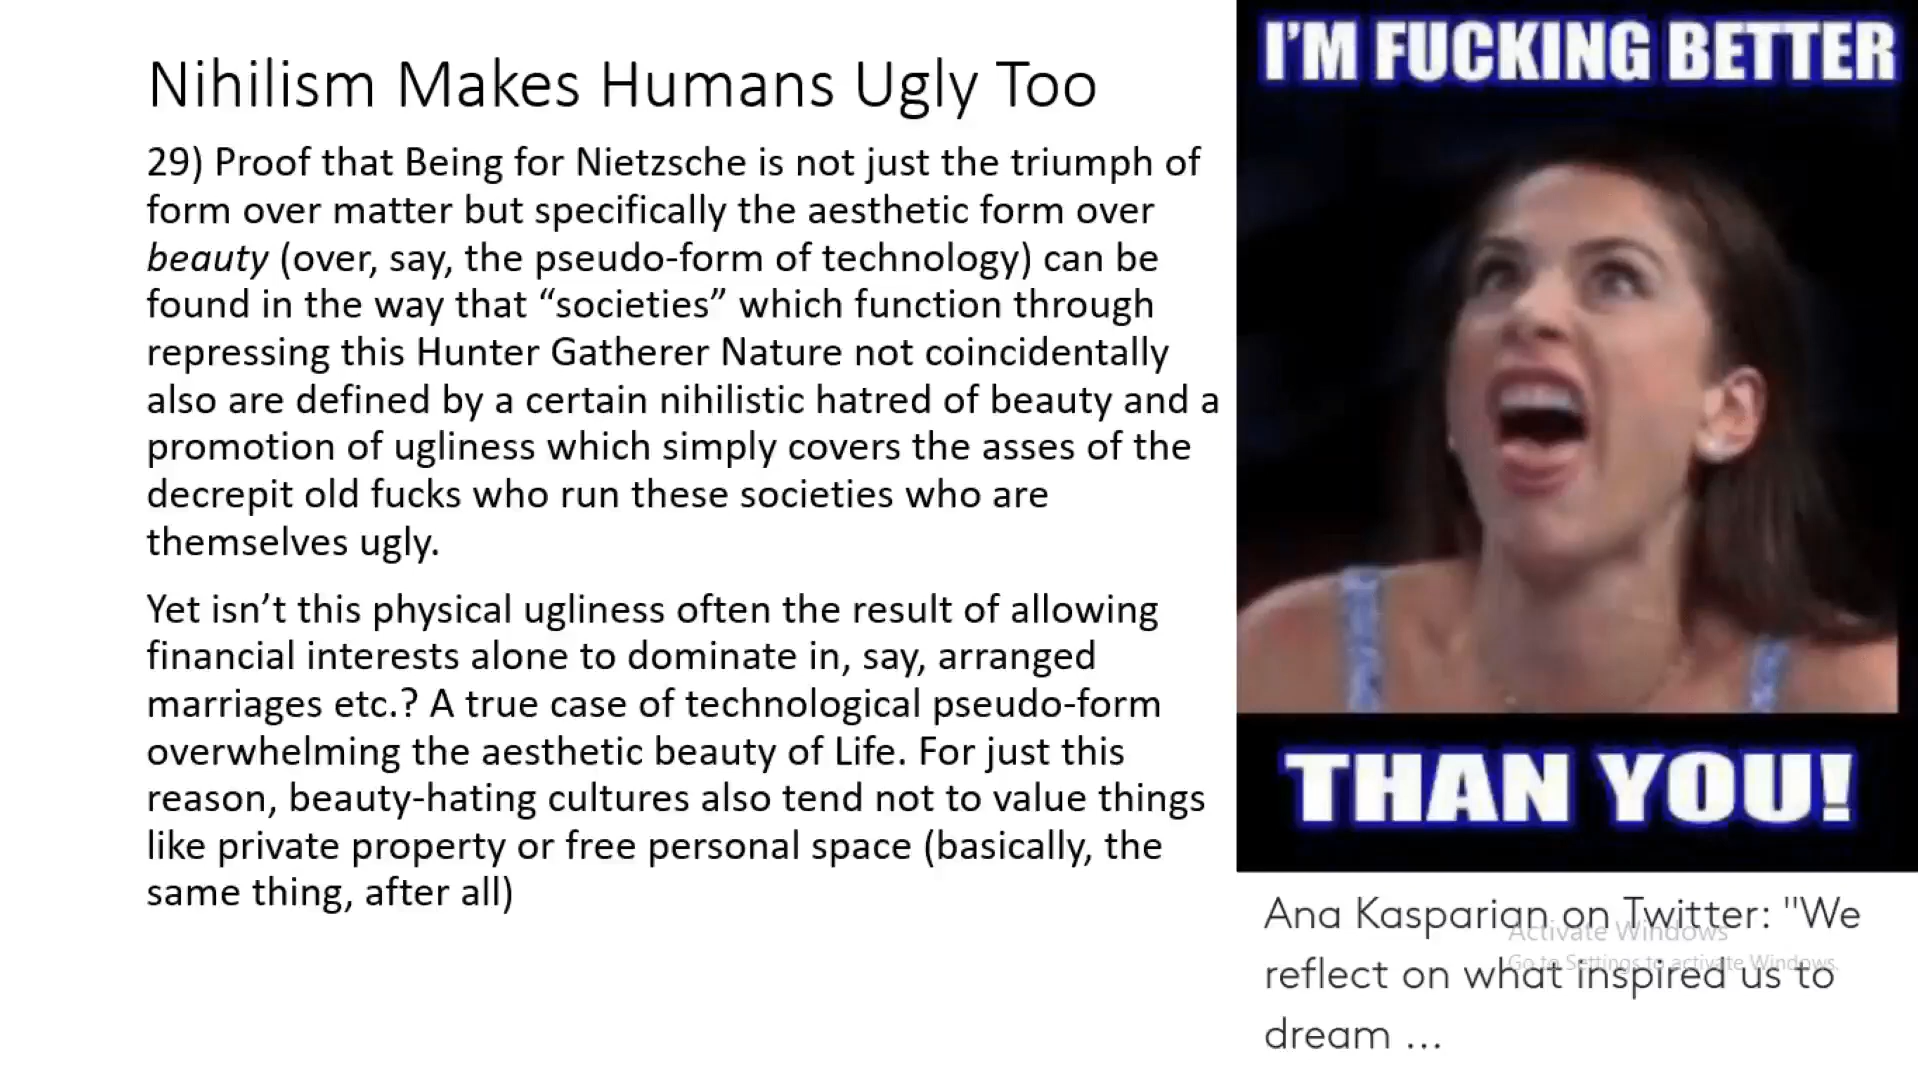 Nihilism Makes Humans Ugly Too
29) Proof that Being for Nietzsche is not just the triumph of
form over matter but specifically the aesthetic form over
beauty (over, say, the pseudo-form of technology) can be
found in the way that “societies” which function through
repressing this Hunter Gatherer Nature not coincidentally
also are defined by a certain nihilistic hatred of beauty and a
promotion of ugliness which simply covers the asses of the
decrepit old fucks who run these societies who are
themselves ugly.
Yet isn’t this physical ugliness often the result of allowing
financial interests alone to dominate in, say, arranged
marriages etc.? A true case of technological pseudo-form
overwhelming the aesthetic beauty of Life. For just this
reason, beauty-hating cultures also tend not to value things
like private property or free personal space (basically, the
same thing, after all)
I’M FUCKING BETTER
THAN YOU!
Ana Kasparian on Twitter: "We
reflect on what inspired us to
dream ...
Activate Windows
Go to Settings to activate Windows.